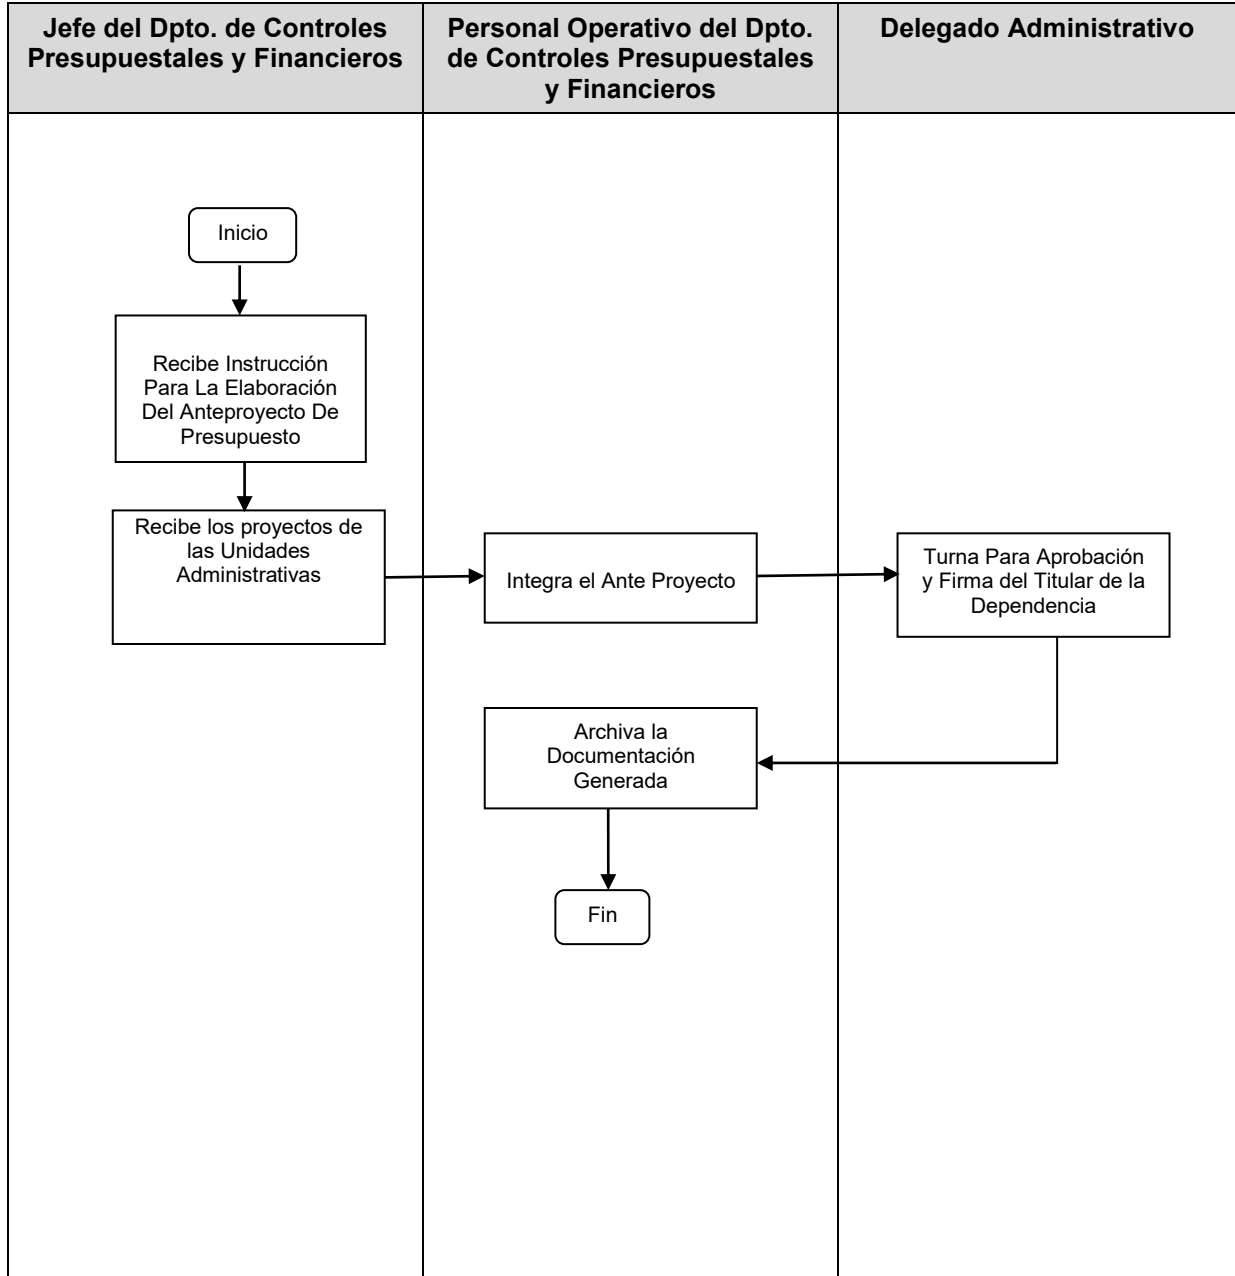 Jefe del Dpto. de Controles
Presupuestales y Financieros
Personal Operativo del Dpto.
de Controles Presupuestales
y Financieros
Delegado Administrativo
Inicio
Recibe Instrucción
Para La Elaboración
Del Anteproyecto De
Presupuesto
Recibe los proyectos de
las Unidades
Administrativas
Integra el Ante Proyecto
Turna Para Aprobación
y Firma del Titular de la
Dependencia
Archiva la
Documentación
Generada
Fin